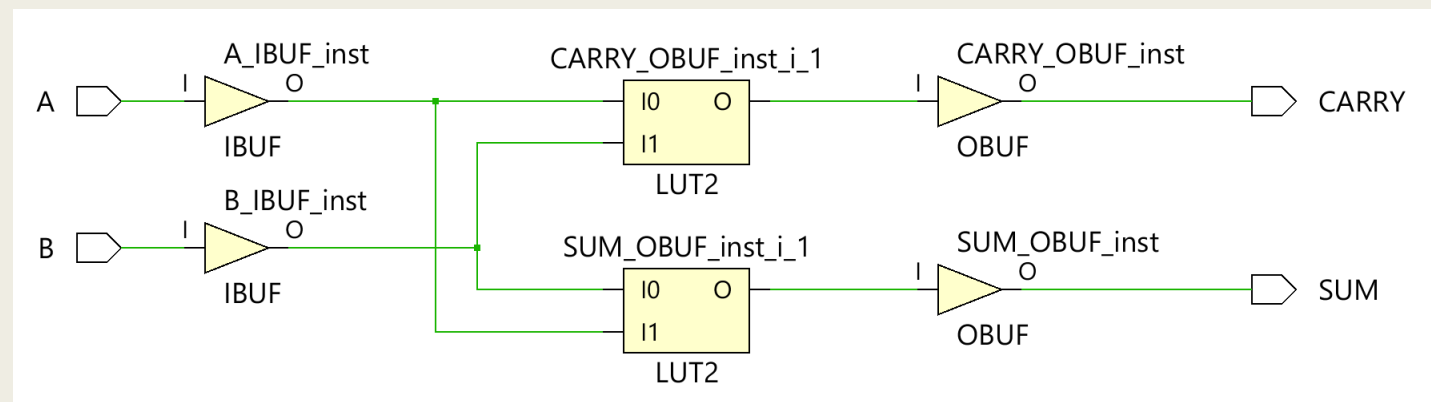 A_IBUF_inst
CARRY_OBUF_inst_i_1
CARRY_OBUF_inst
A
I
O
I0
O
I
O
CARRY
I1
IBUF
LUT2
OBUF
B_IBUF_inst
B
I
O
SUM_OBUF_inst_i_1
SUM_OBUF_inst
IBUF
I0
O
I
O
SUM
I1
LUT2
OBUF